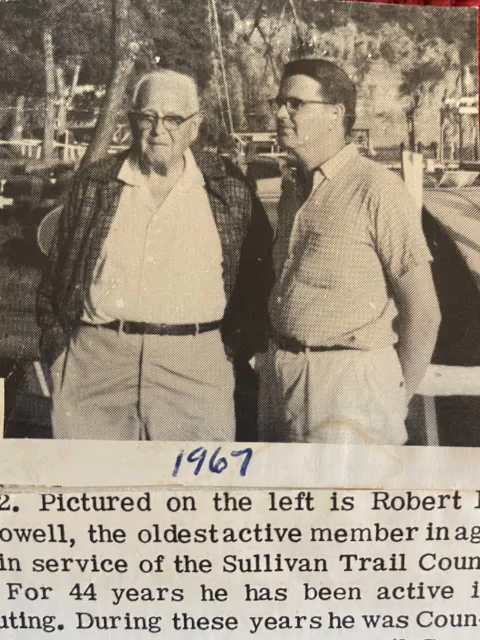 1967
2. Pictured on the left is Robert
owell, the oldest active member in ag
in service of the Sullivan Trail Coun
For 44 years he has been active i
uting. During these years he was Coun-